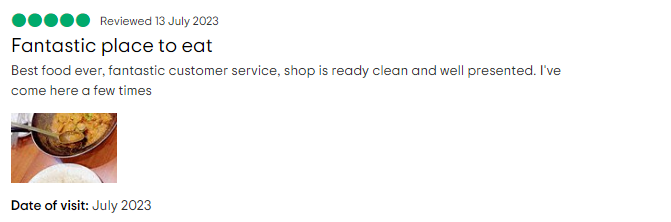 Reviewed 13 July 2023
Fantastic place to eat
Best food ever, fantastic customer service, shop is ready clean and well presented. I've
come here a few times
Date of visit: July 2023